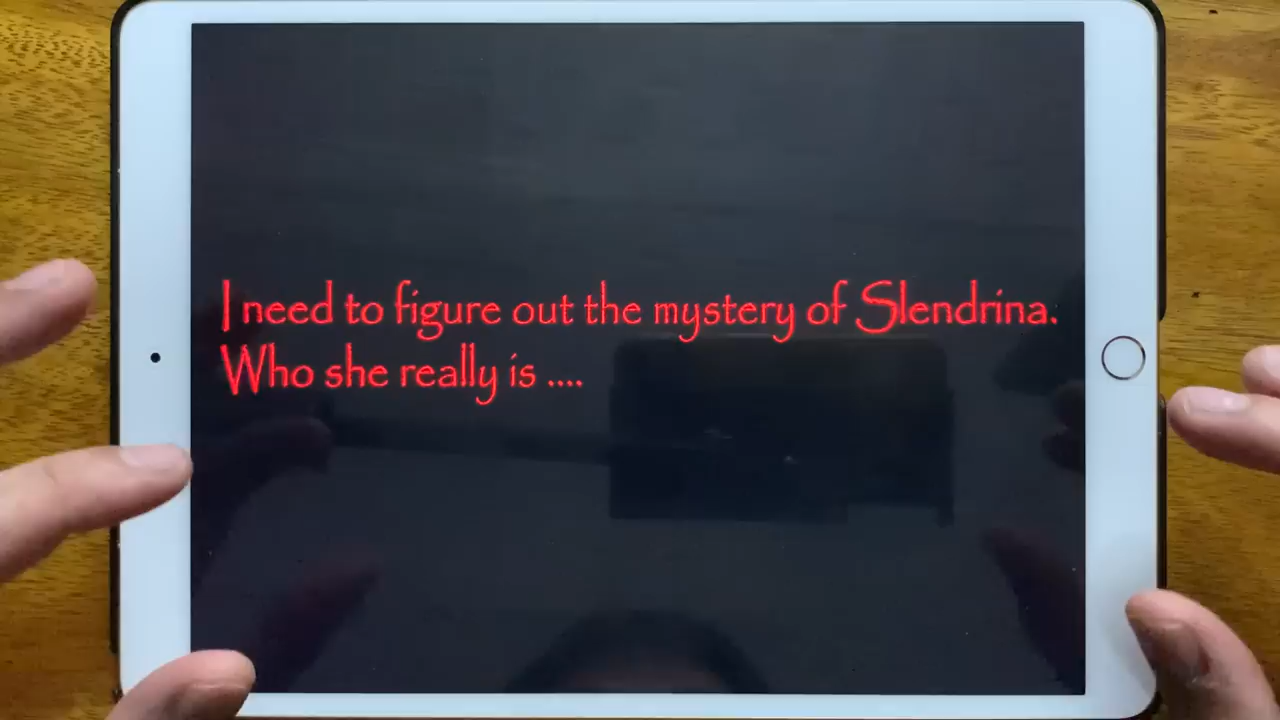 I need to figure out the mystery of Slendrina.
Who she really is ....